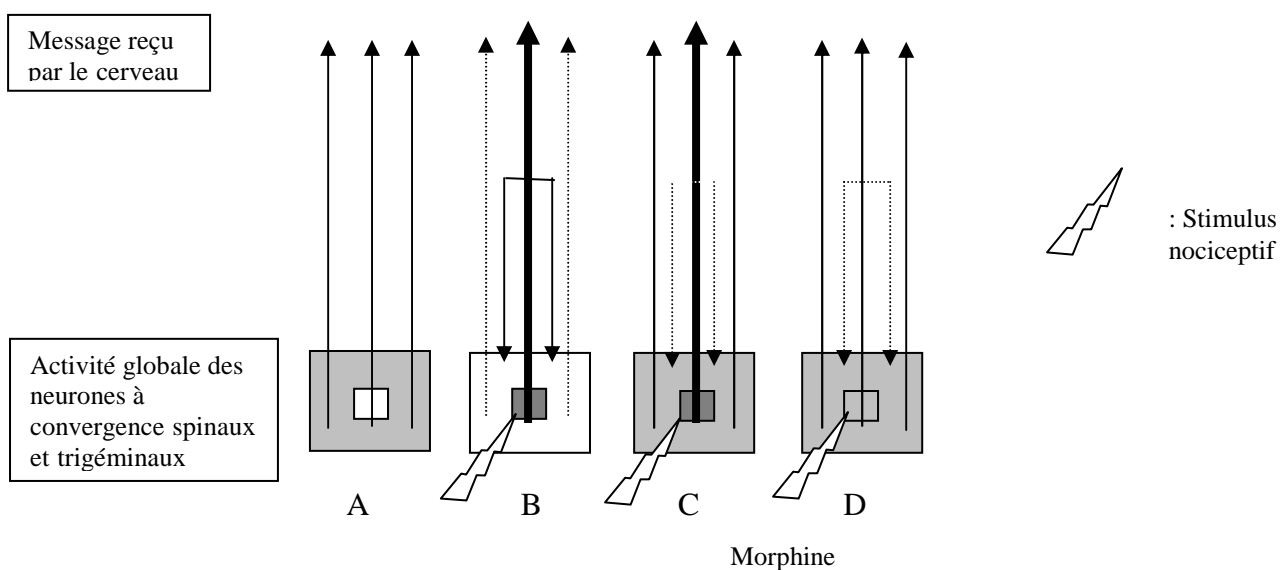 Message reçu
par le cerveau
: Stimulus
nociceptif
Activité globale des
neurones à
convergence spinaux
et trigéminaux
A
B
C
D
Morphine